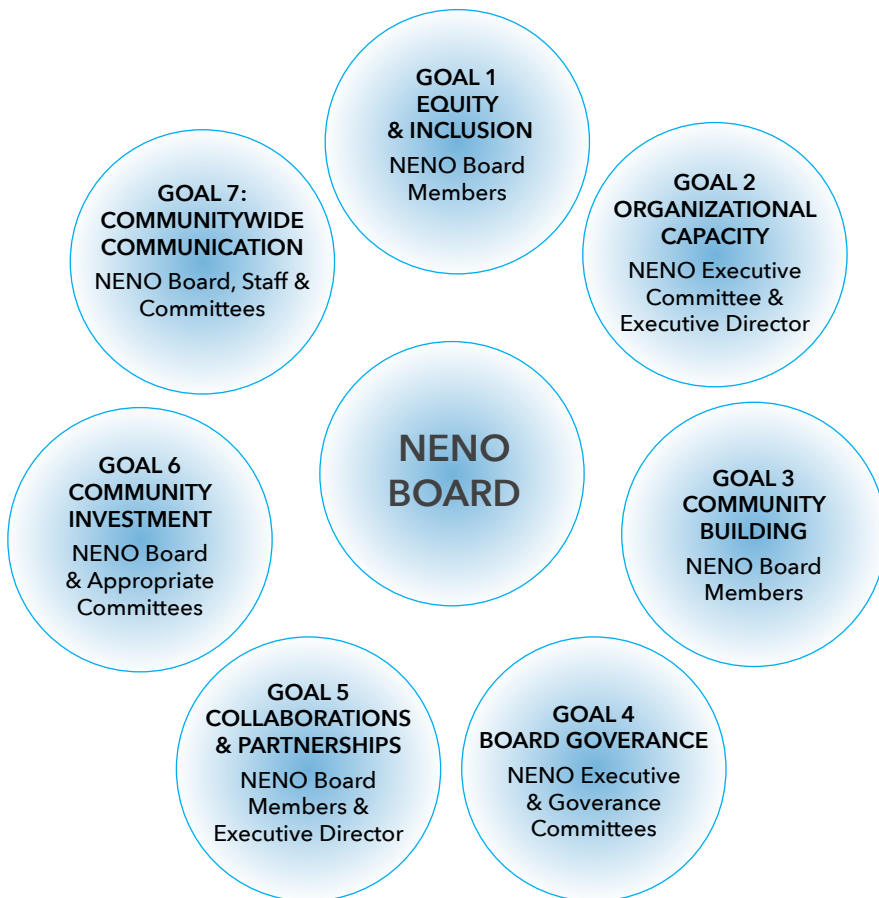 GOAL 1
EQUITY
& INCLUSION
NENO Board
Members
GOAL 2
ORGANIZATIONAL
CAPACITY
NENO Executive
Committee &
Executive Director
GOAL 3
COMMUNITY
BUILDING
NENO Board
Members
GOAL 4
BOARD GOVERANCE
NENO Executive
& Goverance
Committees
GOAL 5
COLLABORATIONS
& PARTNERSHIPS
NENO Board
Members &
Executive Director
GOAL 6
COMMUNITY
INVESTMENT
NENO Board
& Appropriate
Committees
GOAL 7:
COMMUNITYWIDE
COMMUNICATION
NENO Board, Staff &
Committees
NENO
BOARD